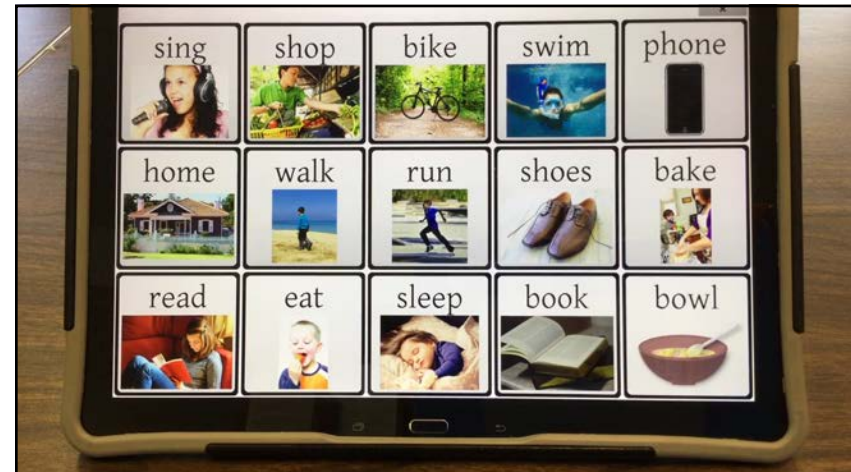 sing shop bike swim phone
home walk run shoes bake
read eat sleep book bowl